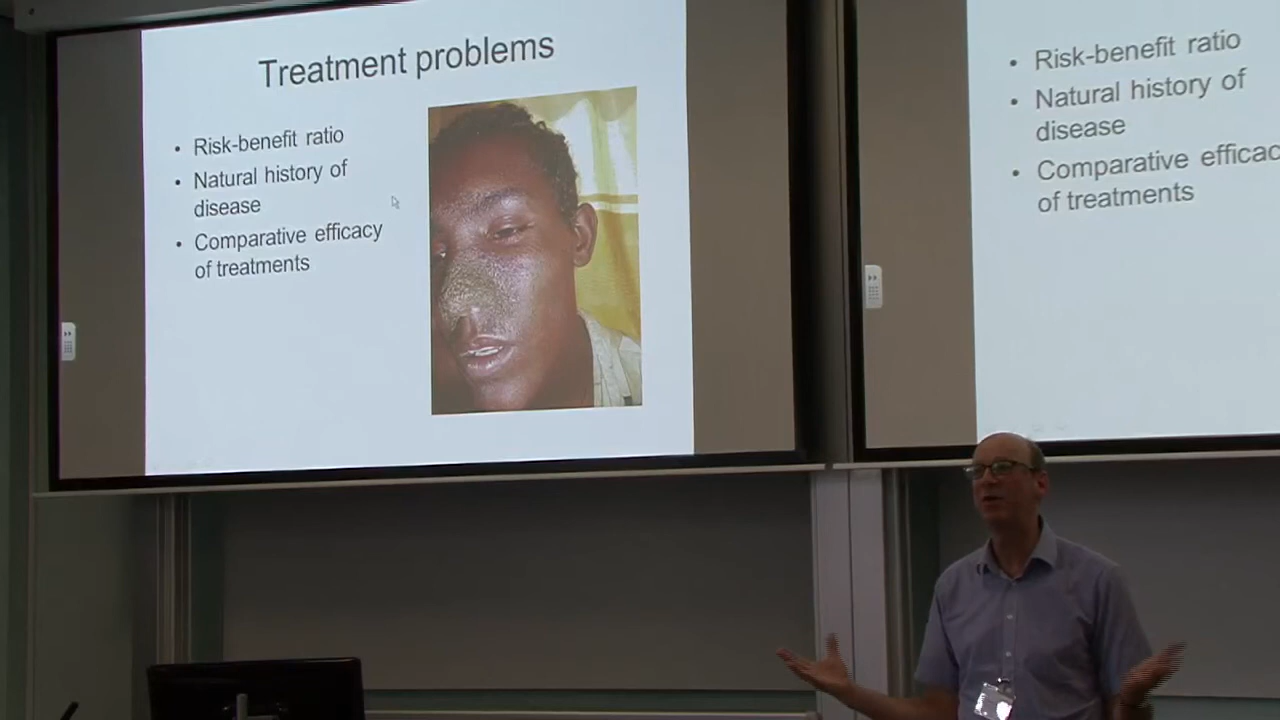 Treatment problems
• Risk-benefit ratio
• Natural history of
disease
• Comparative efficacy
of treatments
• Risk-benefit ratio
• Natural history of
disease
• Comparative efficac
of treatments